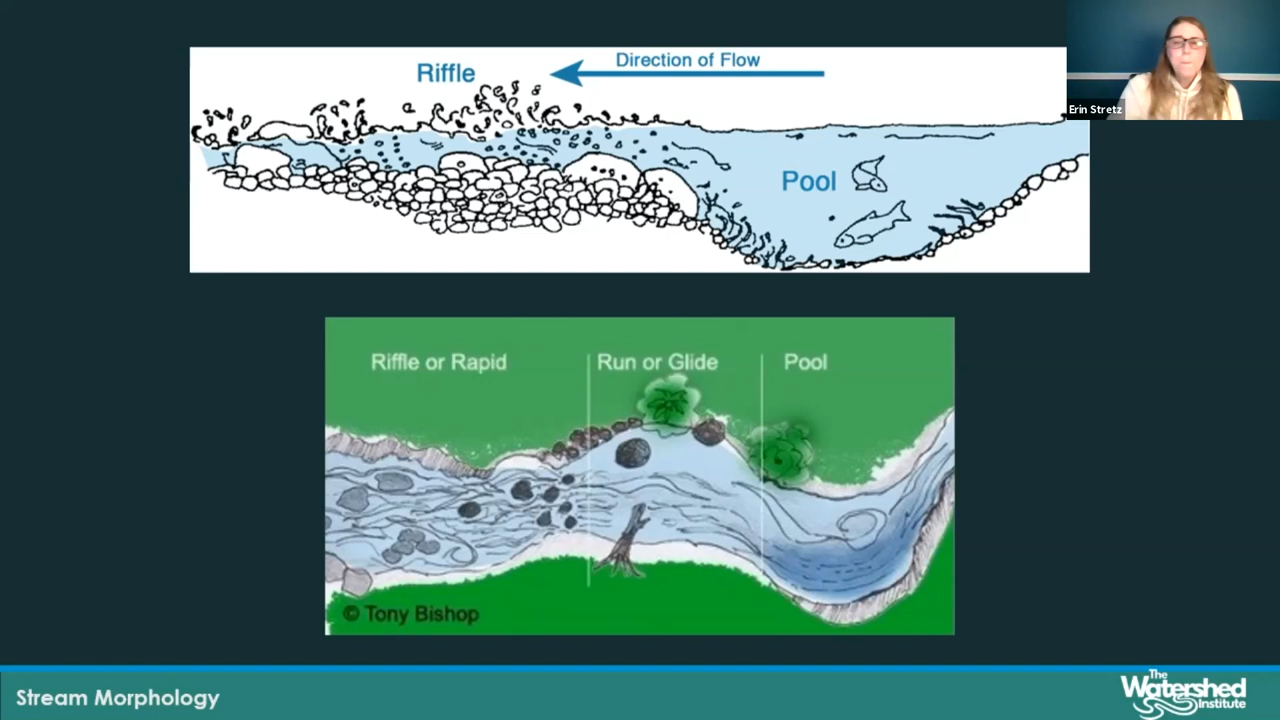 Riffle
Direction of Flow
Pool
Erin Stretz
Riffle or Rapid
Run or Glide
Pool
© Tony Bishop
Stream Morphology
The
Watershed
Institute